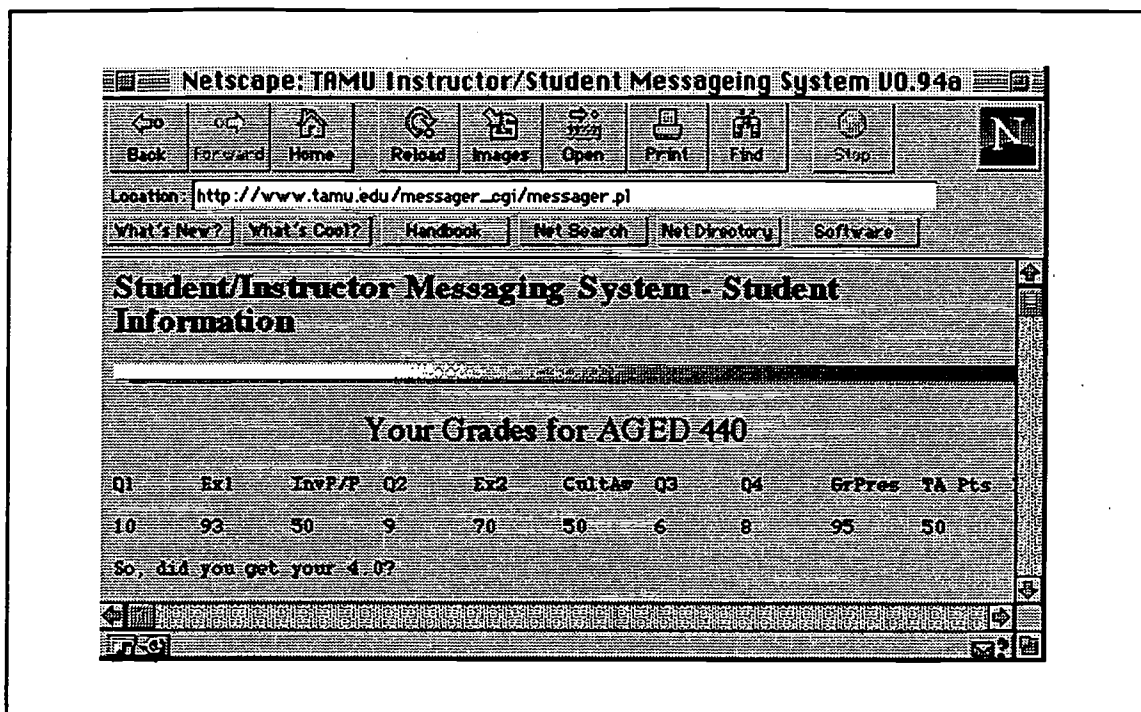 Netscape: TAMU Instructor/Student Messageing System V0.94a
Back Forward Home Reload Images Open Print Find Stop
N
Location: http://www.tamu.edu/messager_cgi/messager.pl
What's New? What's Cool? Handbook Net Search Net Directory Software
Student/Instructor Messaging System - Student
Information
Your Grades for AGED 440
Q1 Ex1 InvP/P Q2 Ex2 CultAw Q3 Q4 GrPres TA Pts
10 93 50 9 70 50 6 8 95 50
So, did you get your 4.0?